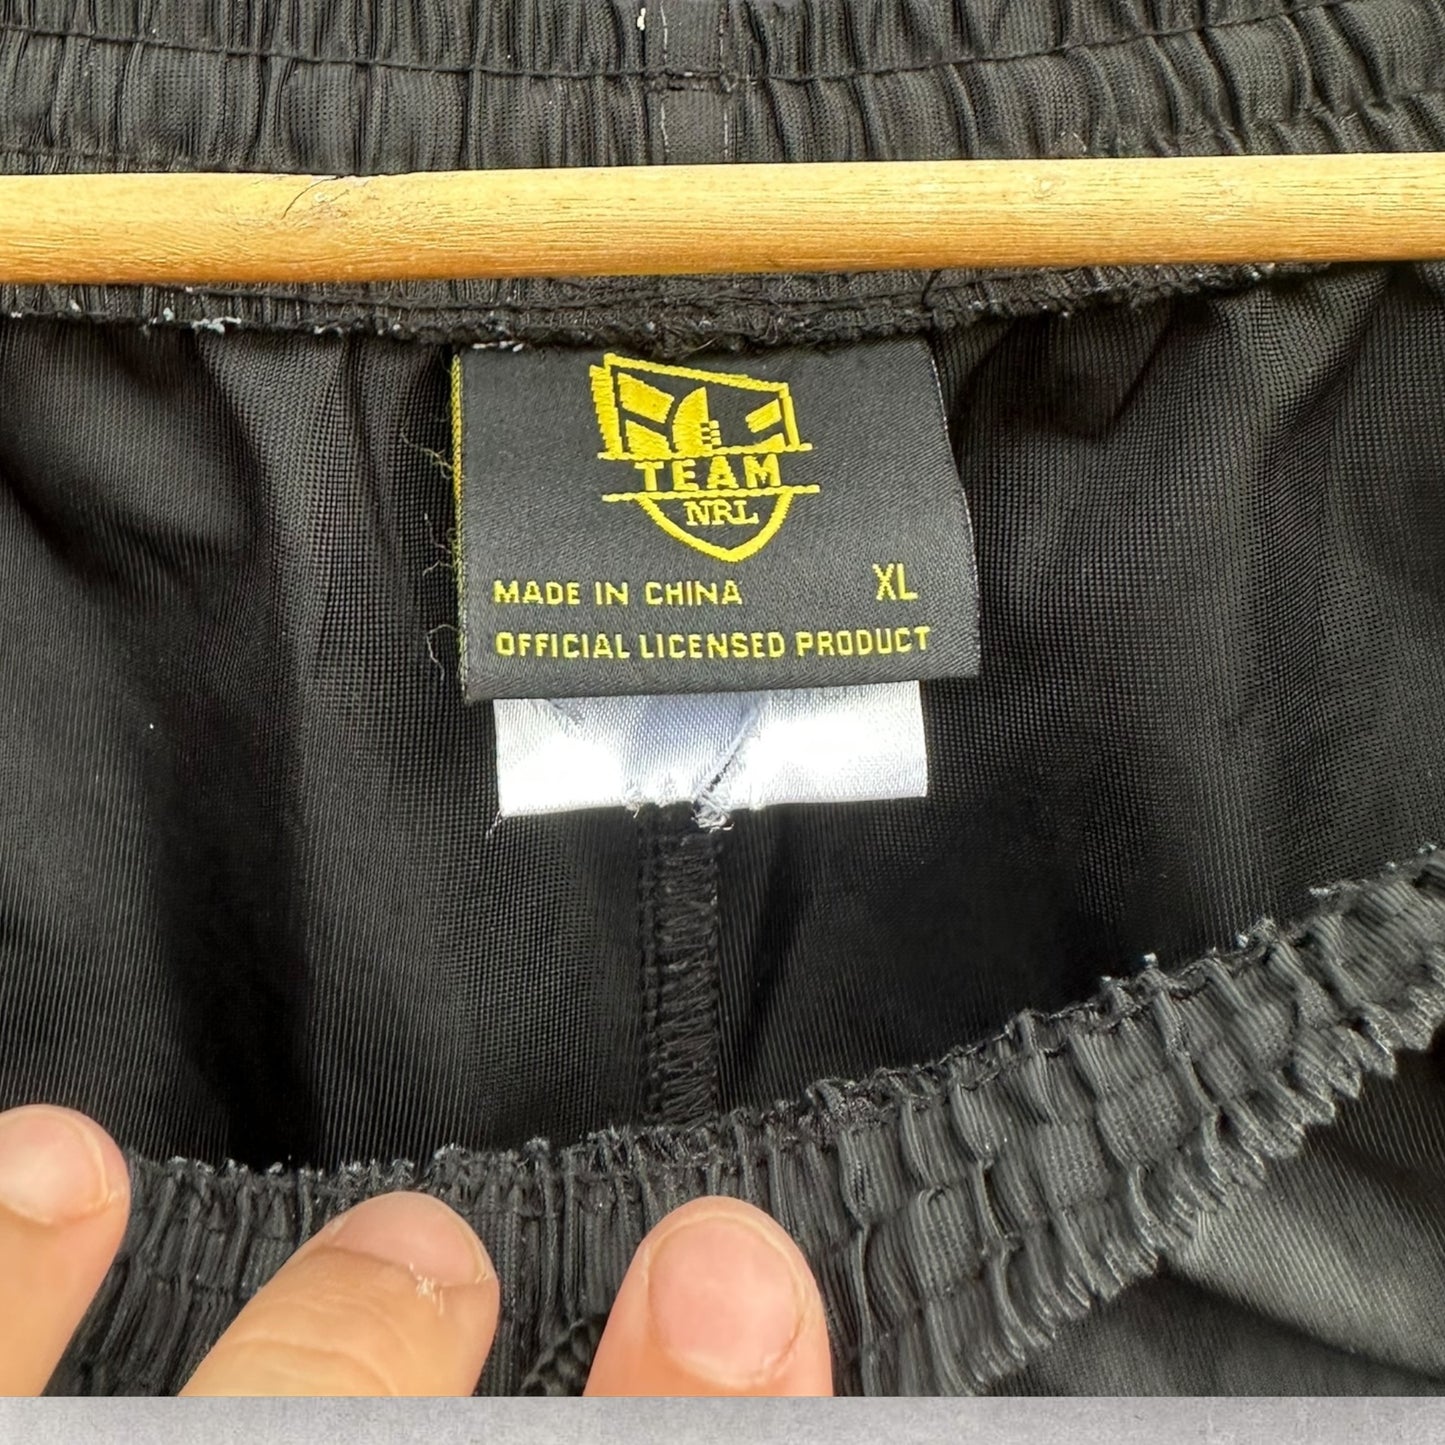 TEAM
NRL
MADE IN CHINA XL
OFFICIAL LICENSED PRODUCT